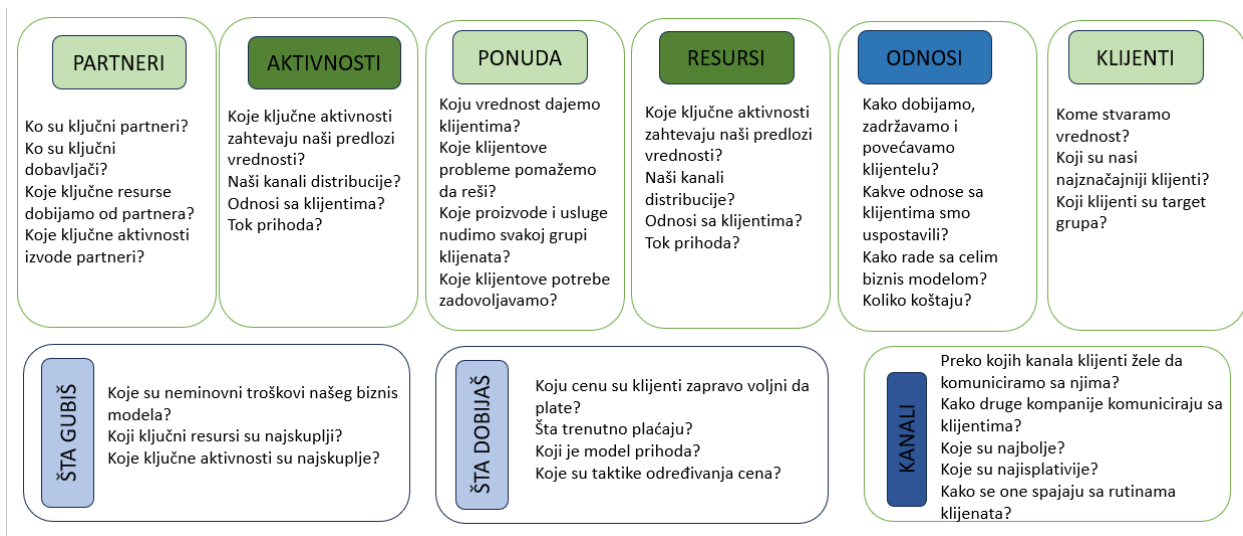 PARTNERI
Ko su ključni partneri?
Ko su ključni
dobavljači?
Koje ključne resurse
dobijamo od partnera?
Koje ključne aktivnosti
izvode partneri?
AKTIVNOSTI
Koje ključne aktivnosti
zahtevaju naši predlozi
vrednosti?
Naši kanali distribucije?
Odnosi sa klijentima?
Tok prihoda?
PONUDA
Koju vrednost dajemo
klijentima?
Koje klijentove
probleme pomažemo
da reši?
Koje proizvode i usluge
nudimo svakoj grupi
klijenata?
Koje klijentove potrebe
zadovoljavamo?
RESURSI
Koje ključne aktivnosti
zahtevaju naši predlozi
vrednosti?
Naši kanali
distribucije?
Odnosi sa klijentima?
Tok prihoda?
ODNOSI
Kako dobijamo,
zadržavamo i
povećavamo
klijentelu?
Kakve odnose sa
klijentima smo
uspostavili?
Kako rade sa celim
biznis modelom?
Koliko koštaju?
KLIJENTI
Kome stvaramo
vrednost?
Koji su nasi
najznačajniji klijenti?
Koji klijenti su target
grupa?
ŠTA GUBIŠ
Koje su neminovni troškovi našeg biznis
modela?
Koji ključni resursi su najskuplji?
Koje ključne aktivnosti su najskuplje?
ŠTA DOBIJAŠ
Koju cenu su klijenti zapravo voljni da
plate?
Šta trenutno plaćaju?
Koji je model prihoda?
Koje su taktike određivanja cena?
KANALI
Preko kojih kanala klijenti žele da
komuniciramo sa njima?
Kako druge kompanije komuniciraju sa
klijentima?
Koje su najbolje?
Koje su najisplativije?
Kako se one spajaju sa rutinama
klijenata?